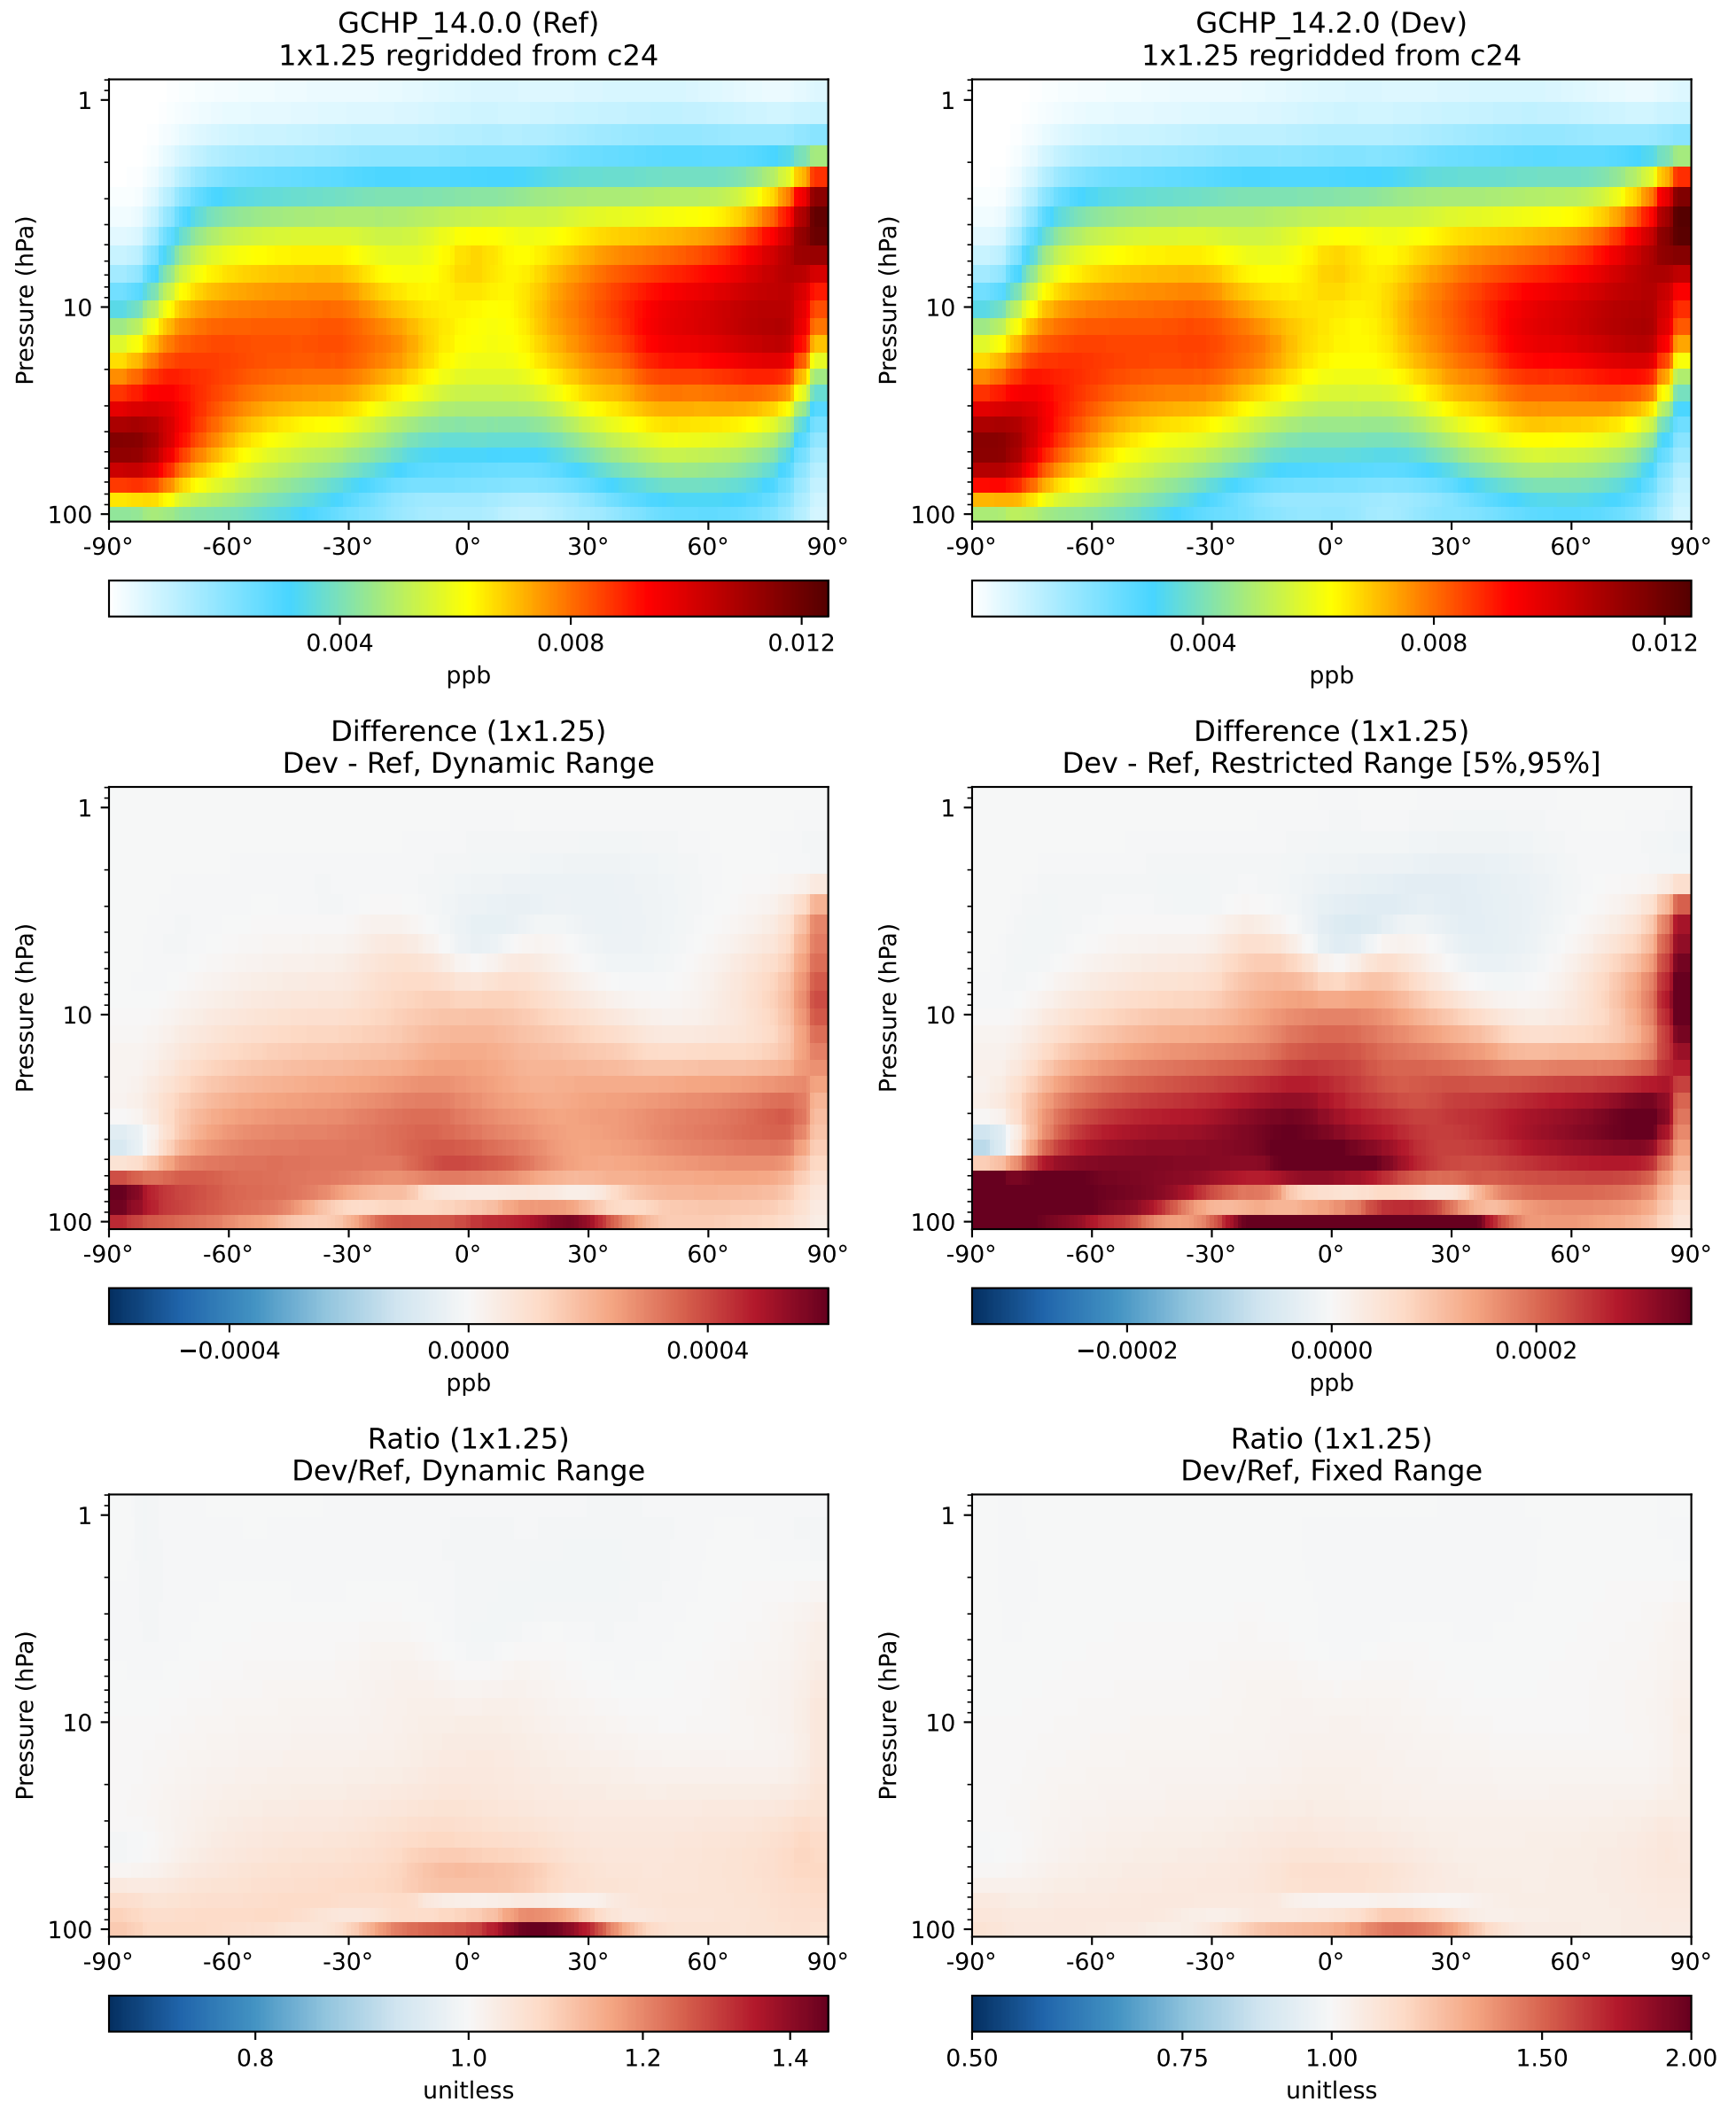 GCHP_14.0.0 (Ref)
1x1.25 regridded from c24
Pressure (hPa)
1
10
100
-90° -60° -30° 0° 30° 60° 90°
0.004 0.008 0.012
ppb
GCHP_14.2.0 (Dev)
1x1.25 regridded from c24
Pressure (hPa)
1
10
100
-90° -60° -30° 0° 30° 60° 90°
0.004 0.008 0.012
ppb
Difference (1x1.25)
Dev - Ref, Dynamic Range
Pressure (hPa)
1
10
100
-90° -60° -30° 0° 30° 60° 90°
−0.0004 0.0000 0.0004
ppb
Difference (1x1.25)
Dev - Ref, Restricted Range [5%,95%]
Pressure (hPa)
1
10
100
-90° -60° -30° 0° 30° 60° 90°
−0.0002 0.0000 0.0002
ppb
Ratio (1x1.25)
Dev/Ref, Dynamic Range
Pressure (hPa)
1
10
100
-90° -60° -30° 0° 30° 60° 90°
0.8 1.0 1.2 1.4
unitless
Ratio (1x1.25)
Dev/Ref, Fixed Range
Pressure (hPa)
1
10
100
-90° -60° -30° 0° 30° 60° 90°
0.50 0.75 1.00 1.50 2.00
unitless